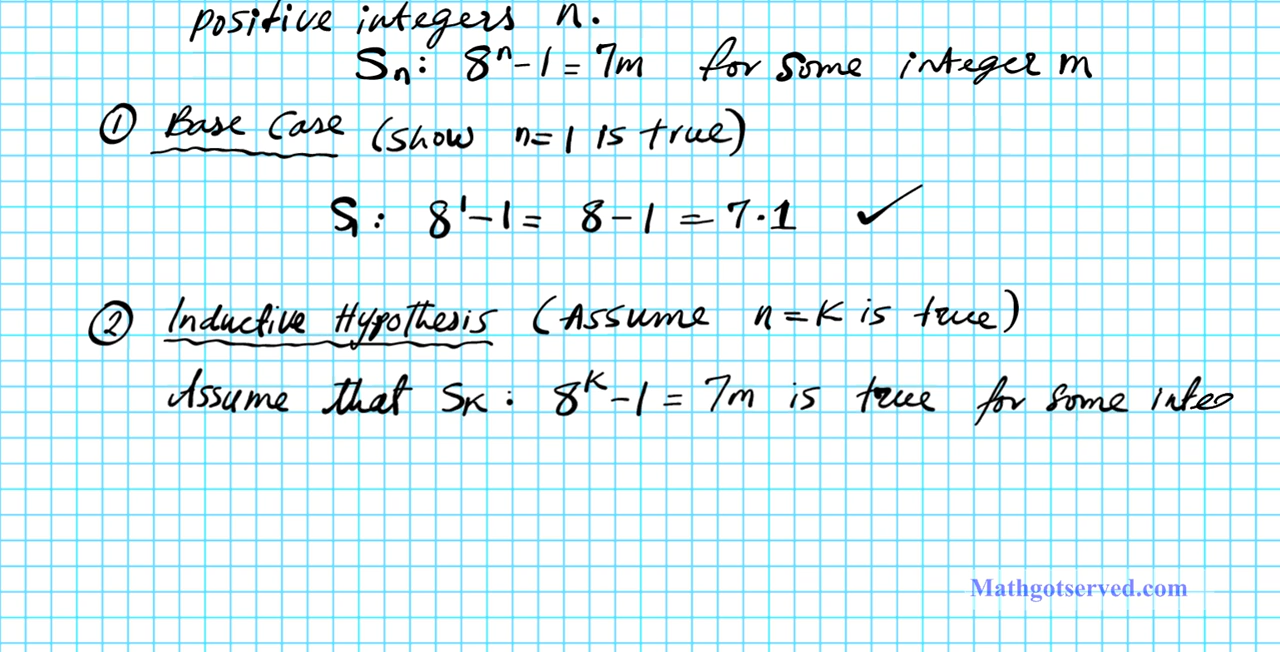 positive integers n.
Sn: 8ⁿ-1 = 7m for some integer m
① Base Case (show n=1 is true)
S1: 8¹-1 = 8-1 = 7·1 ✓
② Inductive Hypothesis (Assume n=K is true)
Assume that SK: 8ᴷ-1 = 7m is true for some inte
Mathgotserved.com